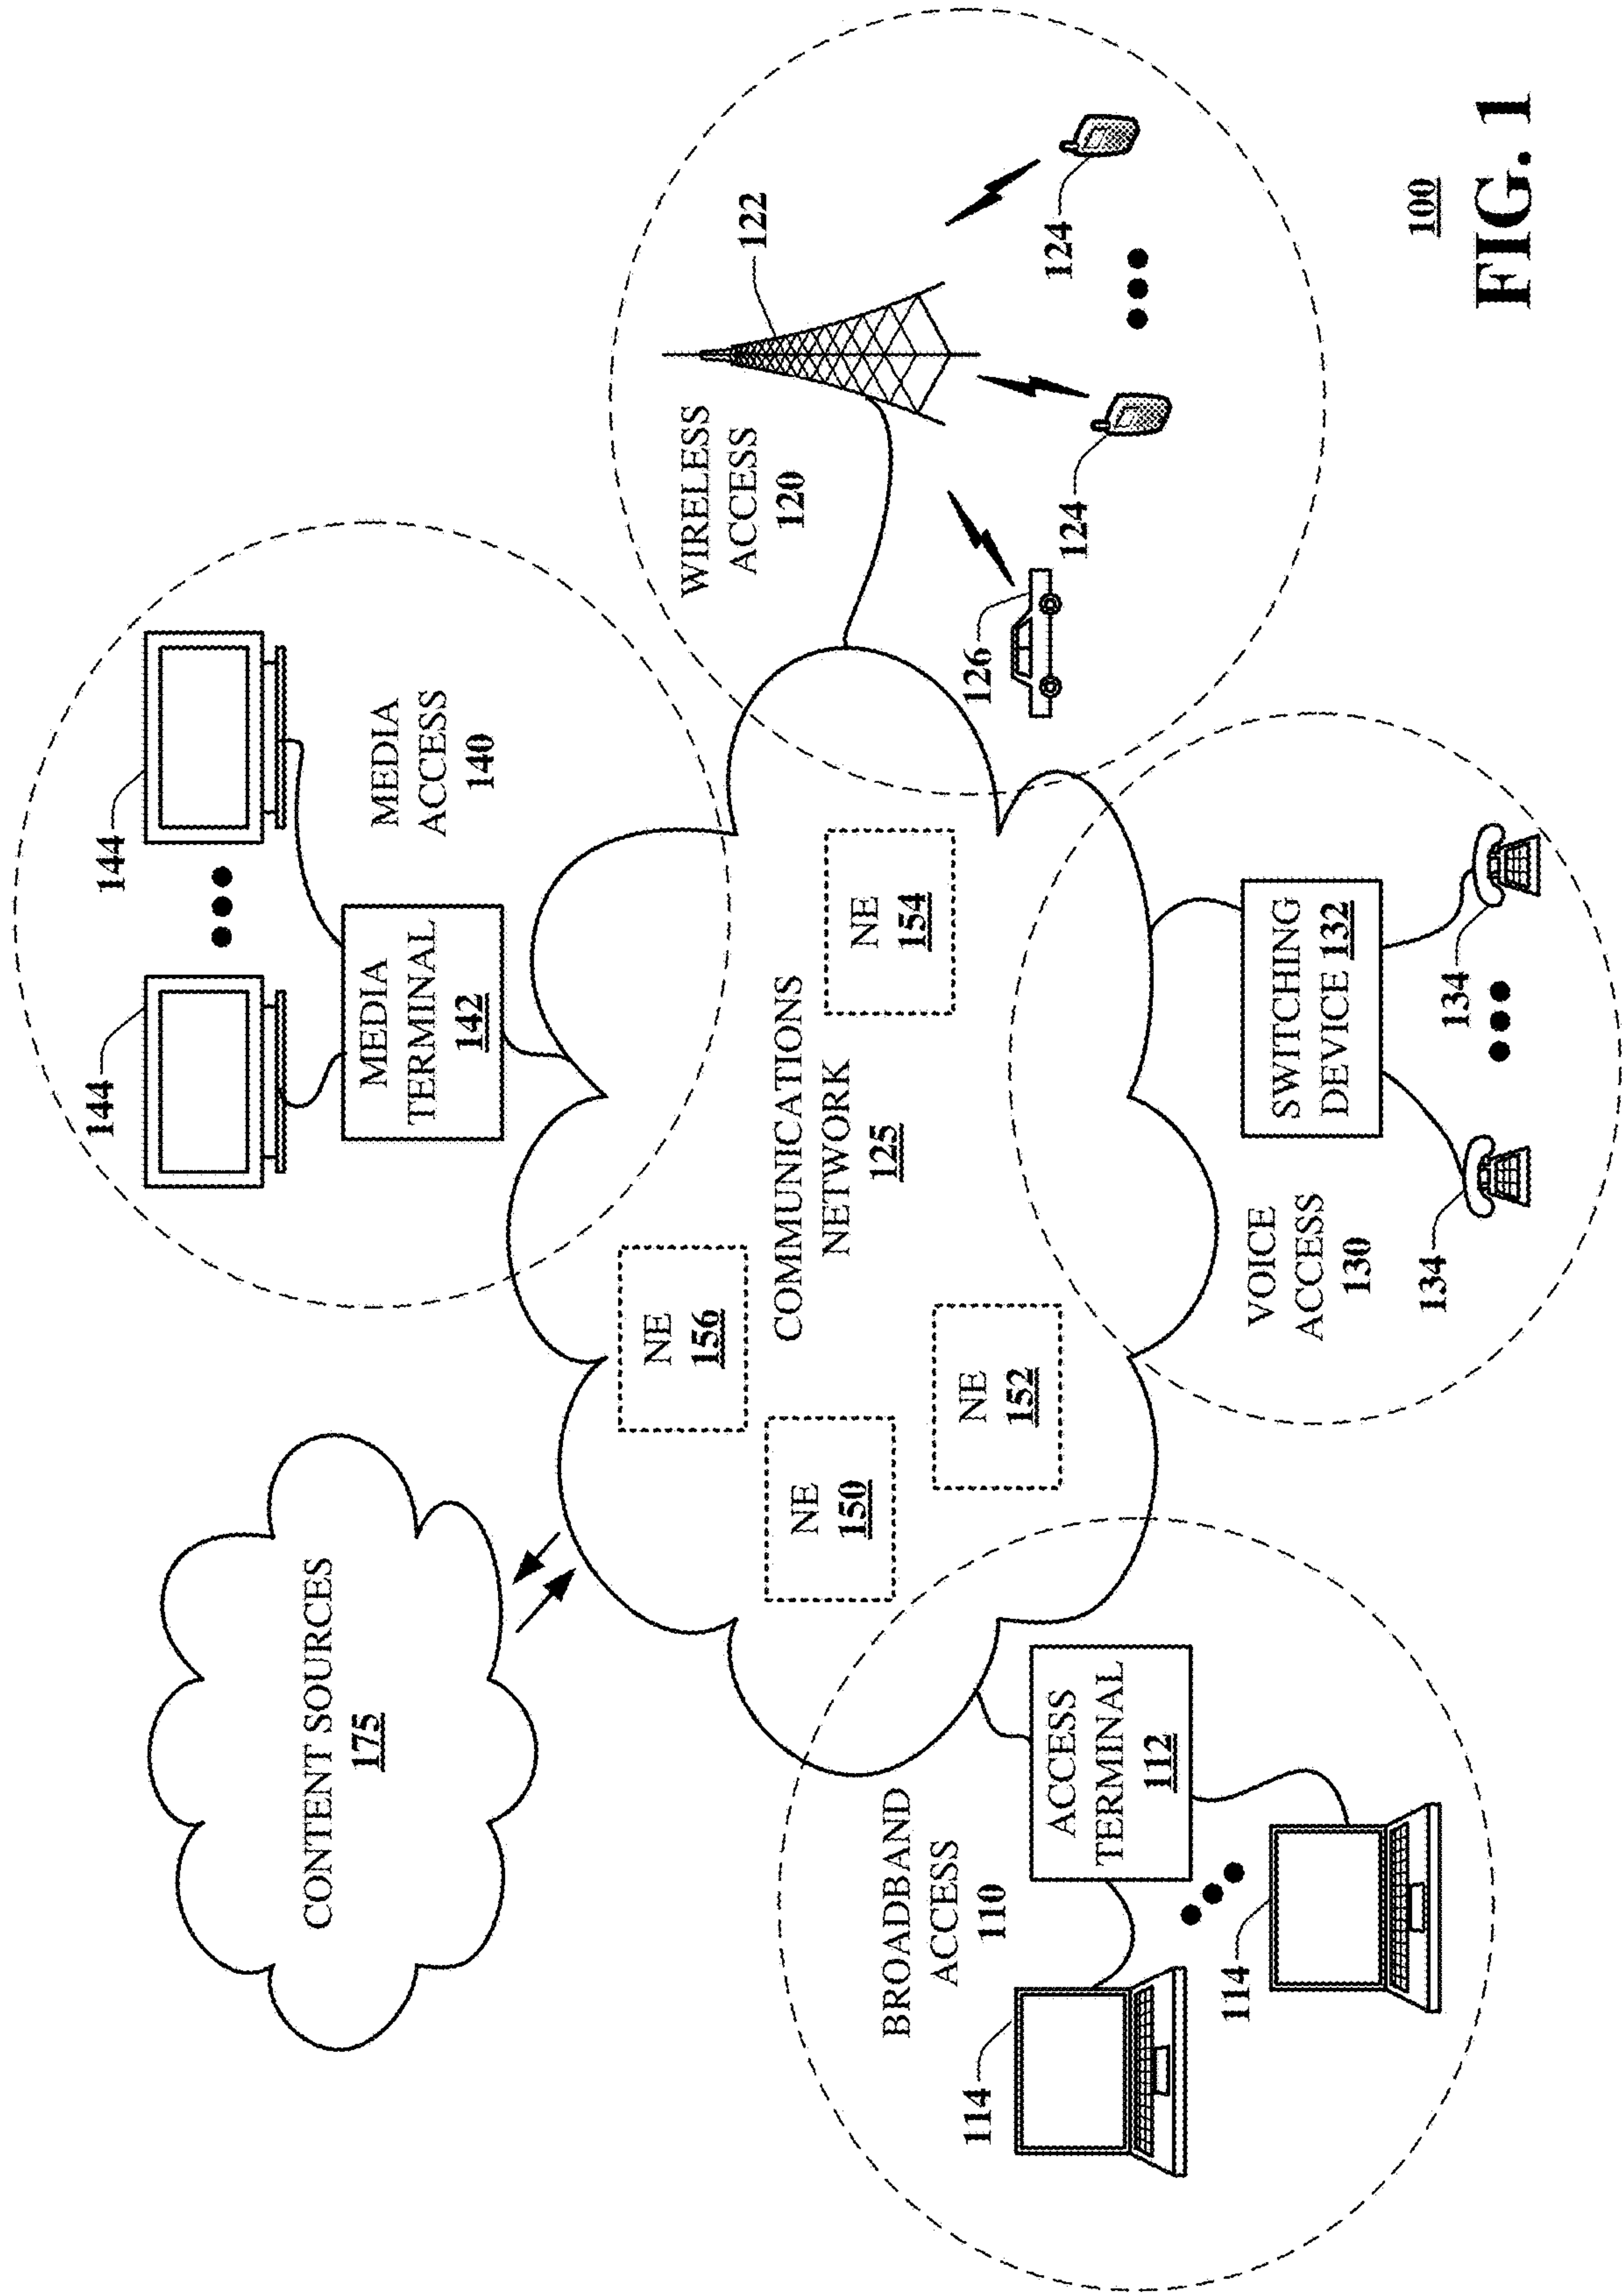 CONTENT SOURCES
175
144
144
MEDIA
TERMINAL
142
MEDIA
ACCESS
140
NE
156
NE
150
NE
152
COMMUNICATIONS
NETWORK
125
NE
154
WIRELESS
ACCESS
120
122
124
124
126
BROADBAND
ACCESS
110
ACCESS
TERMINAL
112
114
114
VOICE
ACCESS
130
SWITCHING
DEVICE 132
134
134
100
FIG. 1